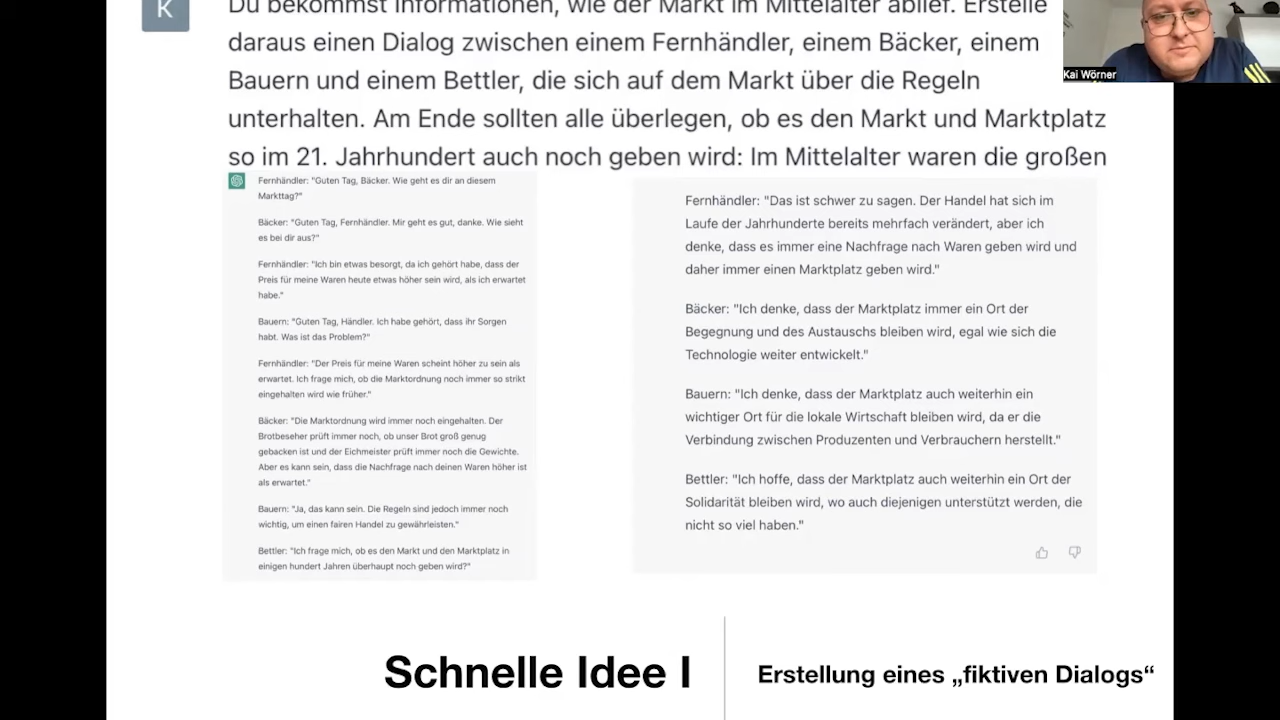 K
Du bekommst Informationen, wie der Markt im Mittelalter ablief. Erstelle
daraus einen Dialog zwischen einem Fernhändler, einem Bäcker, einem
Bauern und einem Bettler, die sich auf dem Markt über die Regeln
unterhalten. Am Ende sollten alle überlegen, ob es den Markt und Marktplatz
so im 21. Jahrhundert auch noch geben wird: Im Mittelalter waren die großen
Kai Wörner
Fernhändler: "Guten Tag, Bäcker. Wie geht es dir an diesem
Markttag?"
Bäcker: "Guten Tag, Fernhändler. Mir geht es gut, danke. Wie sieht
es bei dir aus?"
Fernhändler: "Ich bin etwas besorgt, da ich gehört habe, dass der
Preis für meine Waren heute etwas höher sein wird, als ich erwartet
habe."
Bauern: "Guten Tag, Händler. Ich habe gehört, dass ihr Sorgen
habt. Was ist das Problem?"
Fernhändler: "Der Preis für meine Waren scheint höher zu sein als
erwartet. Ich frage mich, ob die Marktordnung noch immer so strikt
eingehalten wird wie früher."
Bäcker: "Die Marktordnung wird immer noch eingehalten. Der
Brotbeseher prüft immer noch, ob unser Brot groß genug
gebacken ist und der Eichmeister prüft immer noch die Gewichte.
Aber es kann sein, dass die Nachfrage nach deinen Waren höher ist
als erwartet."
Bauern: "Ja, das kann sein. Die Regeln sind jedoch immer noch
wichtig, um einen fairen Handel zu gewährleisten."
Bettler: "Ich frage mich, ob es den Markt und den Marktplatz in
einigen hundert Jahren überhaupt noch geben wird?"
Fernhändler: "Das ist schwer zu sagen. Der Handel hat sich im
Laufe der Jahrhunderte bereits mehrfach verändert, aber ich
denke, dass es immer eine Nachfrage nach Waren geben wird und
daher immer einen Marktplatz geben wird."
Bäcker: "Ich denke, dass der Marktplatz immer ein Ort der
Begegnung und des Austauschs bleiben wird, egal wie sich die
Technologie weiter entwickelt."
Bauern: "Ich denke, dass der Marktplatz auch weiterhin ein
wichtiger Ort für die lokale Wirtschaft bleiben wird, da er die
Verbindung zwischen Produzenten und Verbrauchern herstellt."
Bettler: "Ich hoffe, dass der Marktplatz auch weiterhin ein Ort der
Solidarität bleiben wird, wo auch diejenigen unterstützt werden, die
nicht so viel haben."
Schnelle Idee I
Erstellung eines „fiktiven Dialogs“